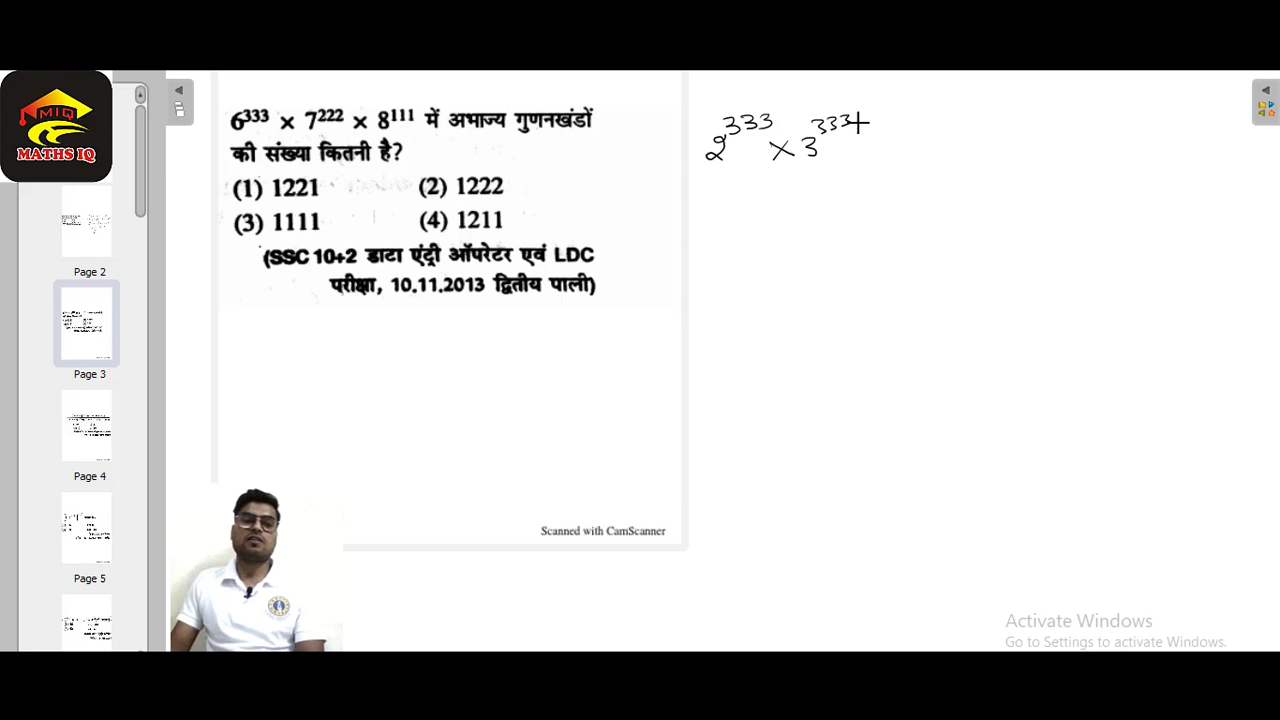 MIQ
MATHS IQ
6³³³ × 7²²² × 8¹¹¹ में अभाज्य गुणनखंडों
की संख्या कितनी है?
(1) 1221 (2) 1222
(3) 1111 (4) 1211
(SSC 10+2 डाटा एंट्री ऑपरेटर एवं LDC
परीक्षा, 10.11.2013 द्वितीय पाली)
Scanned with CamScanner
2³³³ × 3³³³⁺
Page 2
Page 3
Page 4
Page 5
Activate Windows
Go to Settings to activate Windows.